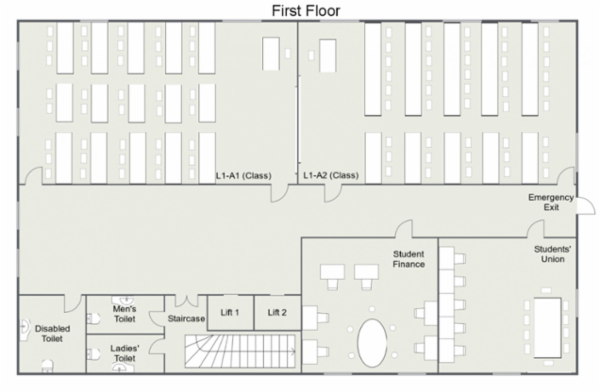 First Floor
L1-A1 (Class)
L1-A2 (Class)
Emergency
Exit
Student
Finance
Students'
Union
Men's
Toilet
Staircase
Lift 1
Lift 2
Disabled
Toilet
Ladies'
Toilet